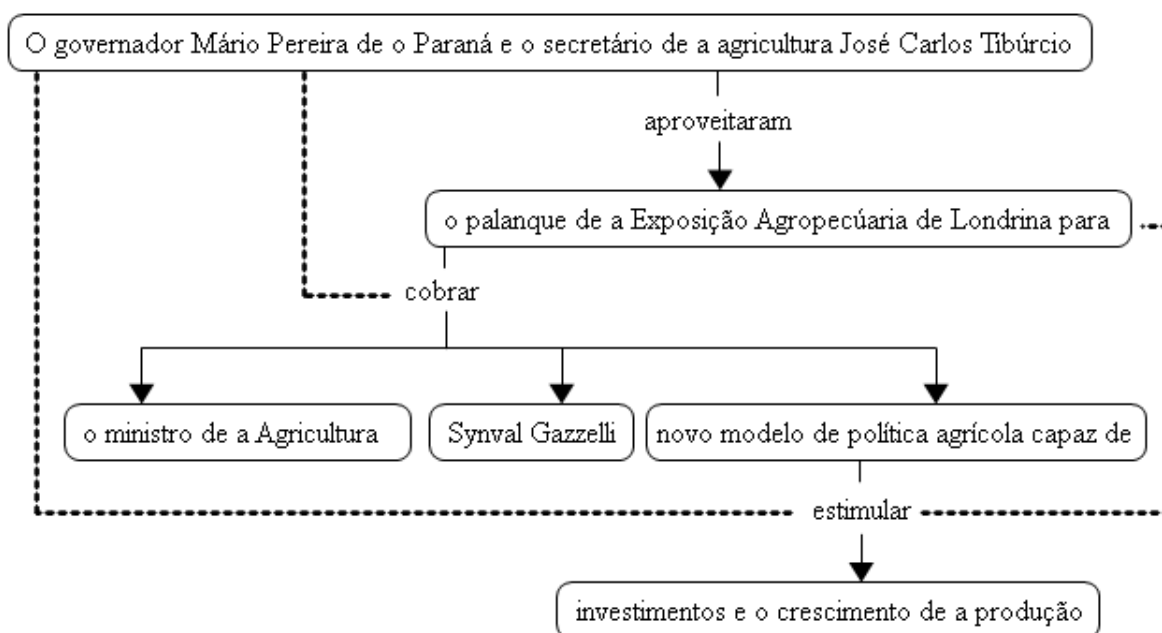 O governador Mário Pereira de o Paraná e o secretário de a agricultura José Carlos Tibúrcio
aproveitaram
o palanque de a Exposição Agropecúaria de Londrina para
cobrar
o ministro de a Agricultura
Synval Gazzelli
novo modelo de política agrícola capaz de
estimular
investimentos e o crescimento de a produção